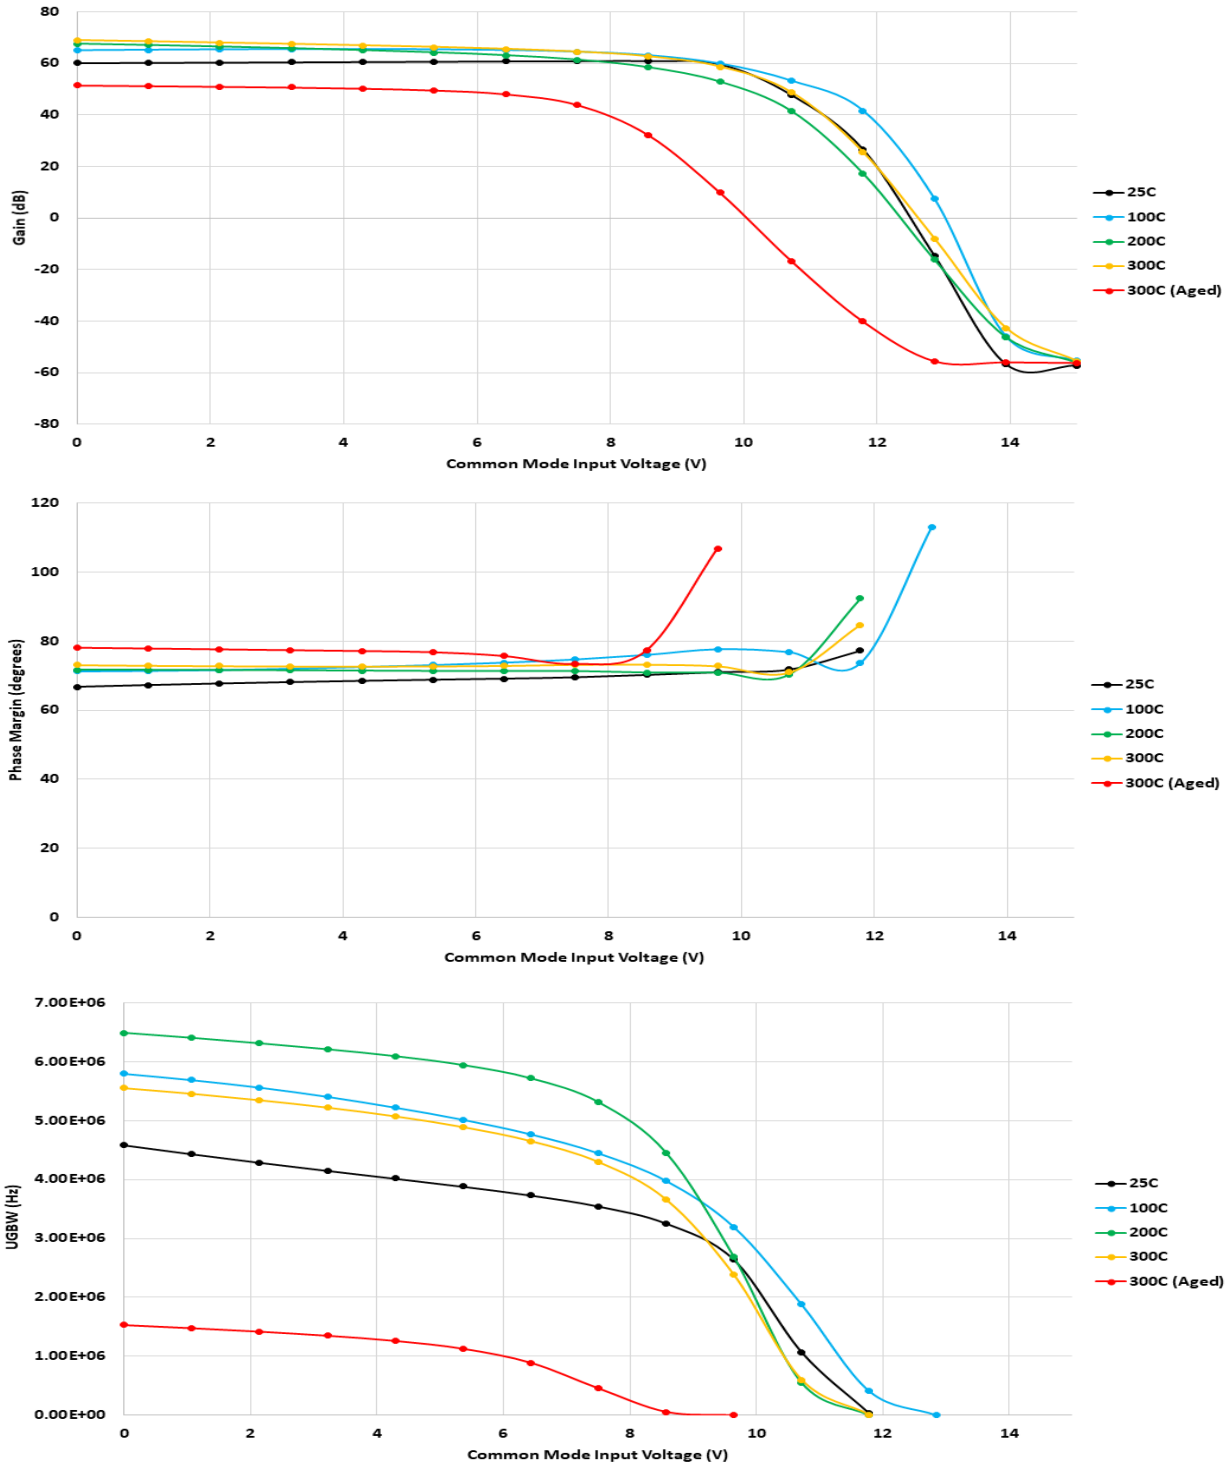 80
60
40
20
0
-20
-40
-60
-80
Gain (dB)
0 2 4 6 8 10 12 14
Common Mode Input Voltage (V)
25C
100C
200C
300C
300C (Aged)
120
100
80
60
40
20
0
Phase Margin (degrees)
0 2 4 6 8 10 12 14
Common Mode Input Voltage (V)
25C
100C
200C
300C
300C (Aged)
7.00E+06
6.00E+06
5.00E+06
4.00E+06
3.00E+06
2.00E+06
1.00E+06
0.00E+00
UGBW (Hz)
0 2 4 6 8 10 12 14
Common Mode Input Voltage (V)
25C
100C
200C
300C
300C (Aged)